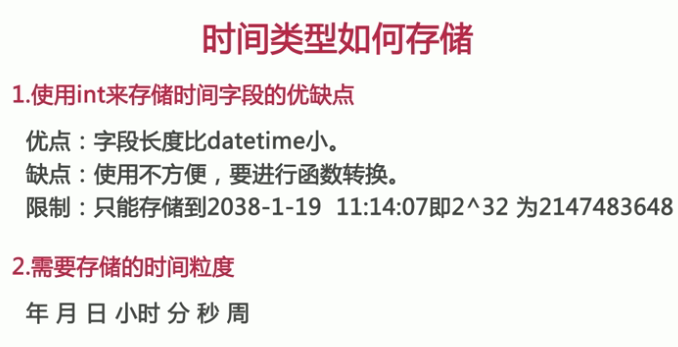 时间类型如何存储
1.使用int来存储时间字段的优缺点
优点：字段长度比datetime小。
缺点：使用不方便，要进行函数转换。
限制：只能存储到2038-1-19 11:14:07即2^32 为2147483648
2.需要存储的时间粒度
年 月 日 小时 分 秒 周